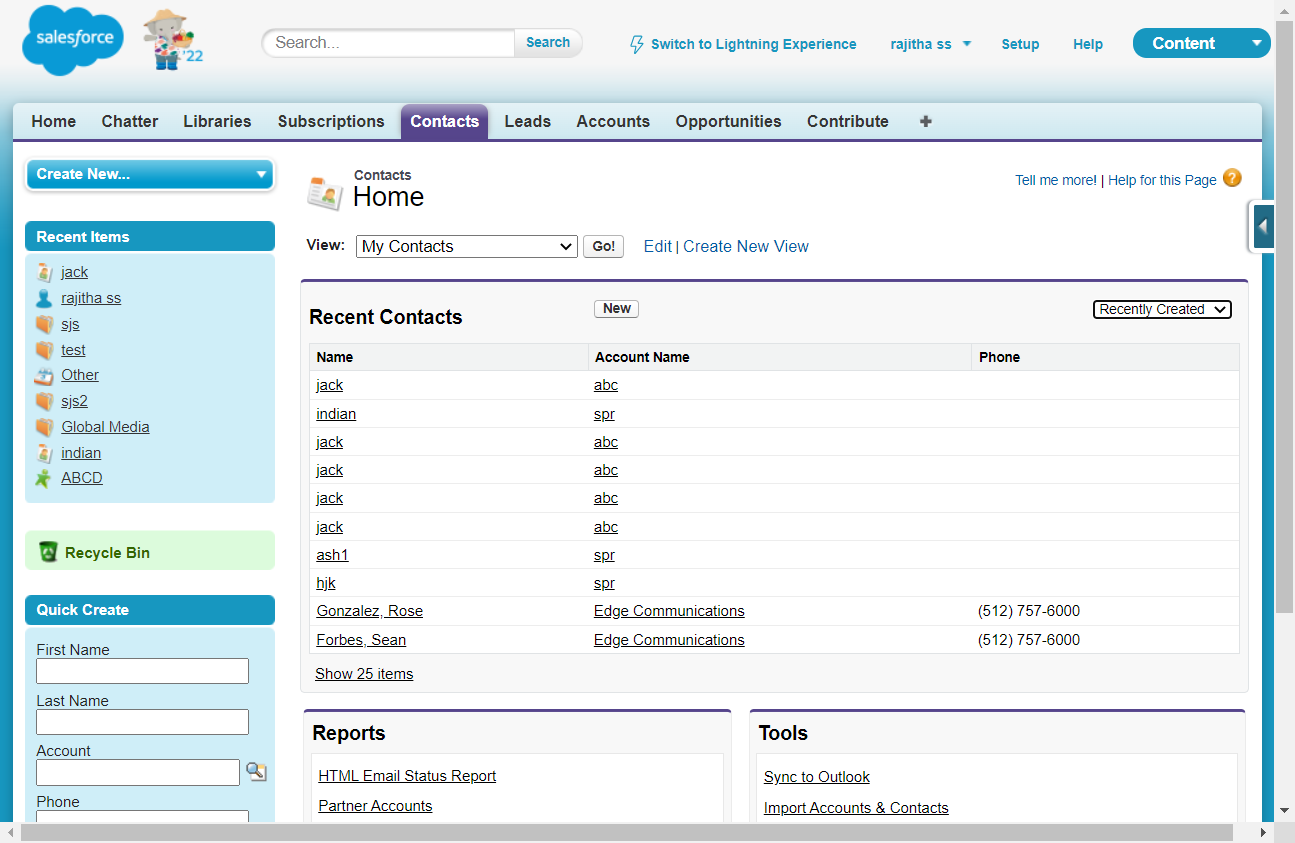 salesforce
'22
Search...
Search
Switch to Lightning Experience
rajitha ss
Setup
Help
Content
Home Chatter Libraries Subscriptions Contacts Leads Accounts Opportunities Contribute +
Create New...
Contacts
Home
Tell me more! | Help for this Page ?
View: My Contacts Go! Edit | Create New View
Recent Items
jack
rajitha ss
sjs
test
Other
sjs2
Global Media
indian
ABCD
Recycle Bin
Quick Create
First Name
Last Name
Account
Phone
Recent Contacts New Recently Created
Name Account Name Phone
jack abc
indian spr
jack abc
jack abc
jack abc
jack abc
ash1 spr
hjk spr
Gonzalez, Rose Edge Communications (512) 757-6000
Forbes, Sean Edge Communications (512) 757-6000
Show 25 items
Reports
HTML Email Status Report
Partner Accounts
Tools
Sync to Outlook
Import Accounts & Contacts